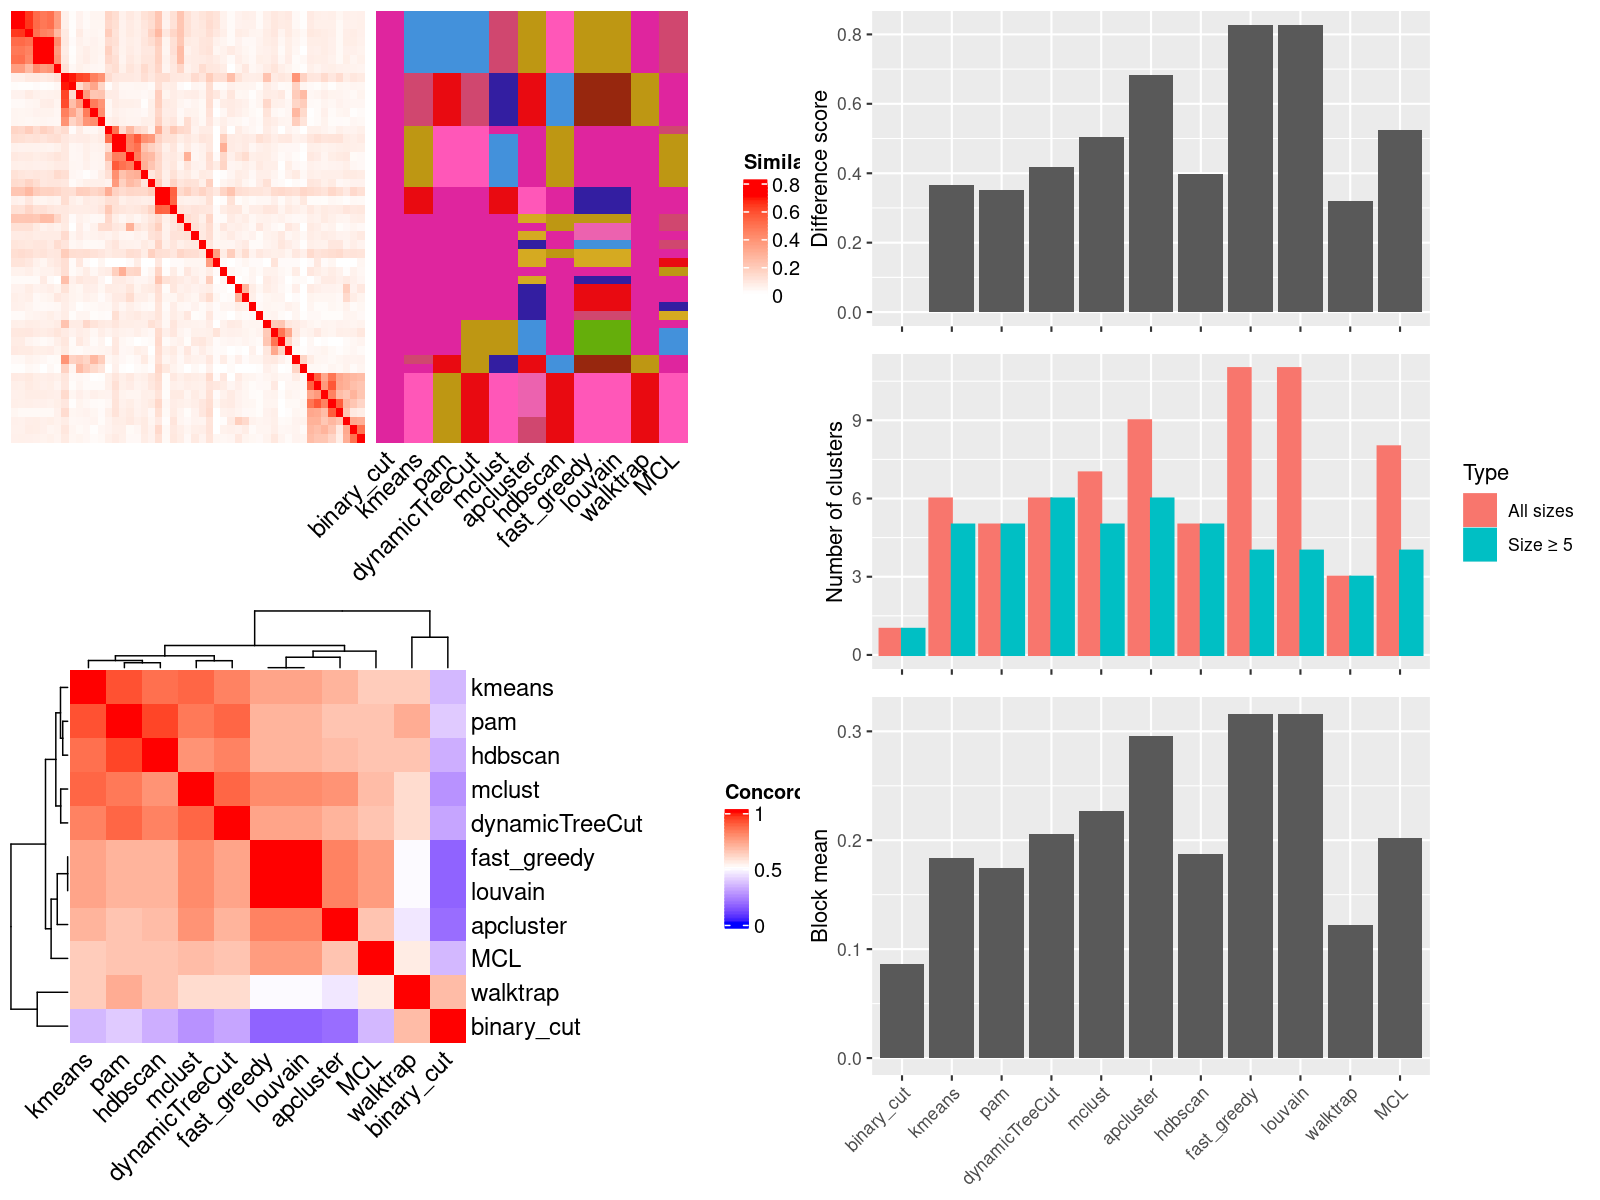 Simila
0.8
0.6
0.4
0.2
0
binary_cut
kmeans
pam
dynamicTreeCut
mclust
apcluster
hdbscan
fast_greedy
louvain
walktrap
MCL
kmeans
pam
hdbscan
mclust
dynamicTreeCut
fast_greedy
louvain
apcluster
MCL
walktrap
binary_cut
kmeans
pam
hdbscan
mclust
dynamicTreeCut
fast_greedy
louvain
apcluster
MCL
walktrap
binary_cut
Concord
1
0.5
0
Difference score
0.8
0.6
0.4
0.2
0.0
Number of clusters
9
6
3
0
Type
All sizes
Size ≥ 5
Block mean
0.3
0.2
0.1
0.0
binary_cut
kmeans
pam
dynamicTreeCut
mclust
apcluster
hdbscan
fast_greedy
louvain
walktrap
MCL